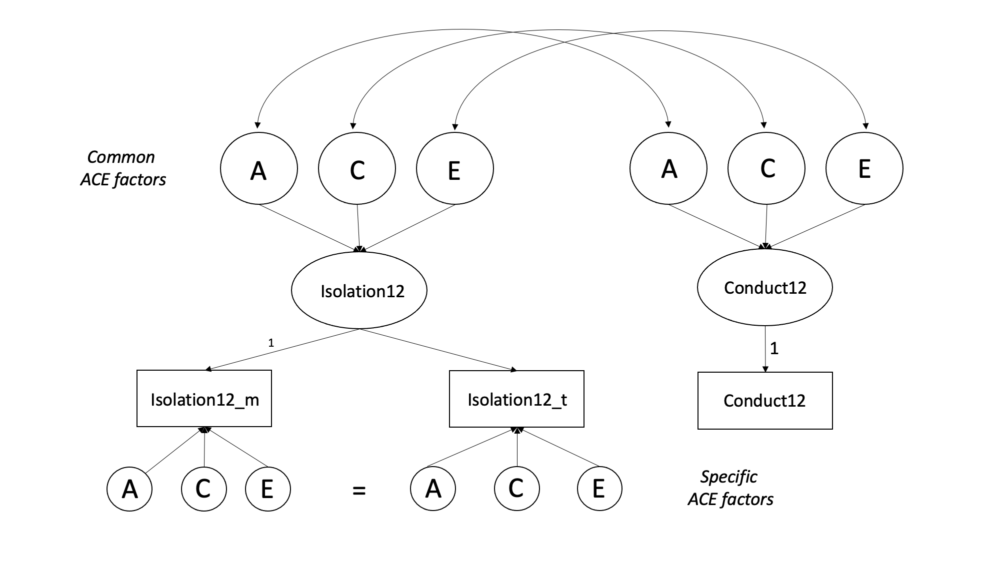 Common
ACE factors
A C E A C E
Isolation12
Conduct12
1
1
Isolation12_m
Isolation12_t
Conduct12
A C E = A C E
Specific
ACE factors